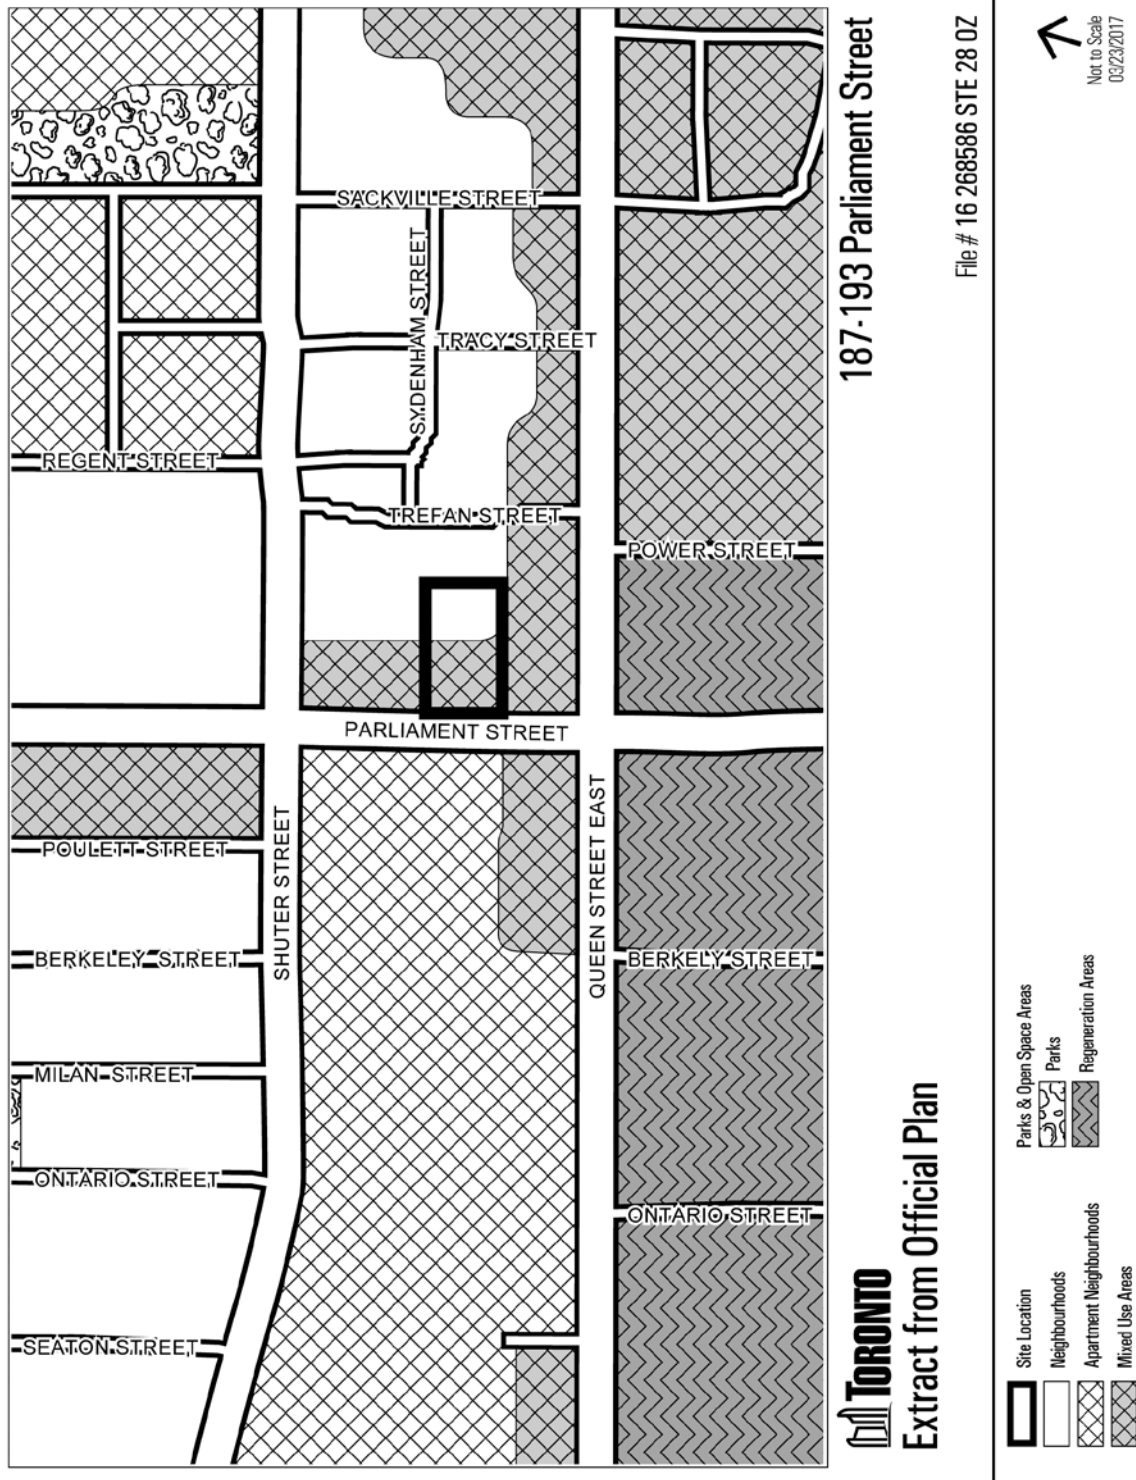 SACKVILLE STREET
SYDENHAM STREET
TRACY STREET
REGENT STREET
TREFAN STREET
POWER STREET
PARLIAMENT STREET
POULETT STREET
SHUTER STREET
QUEEN STREET EAST
BERKELEY STREET
BERKELY STREET
MILAN STREET
ONTARIO STREET
ONTARIO STREET
SEATON STREET
TORONTO
Extract from Official Plan
187-193 Parliament Street
File # 16 268586 STE 28 OZ
Site Location
Neighbourhoods
Apartment Neighbourhoods
Mixed Use Areas
Parks & Open Space Areas
Parks
Regeneration Areas
Not to Scale
03/23/2017